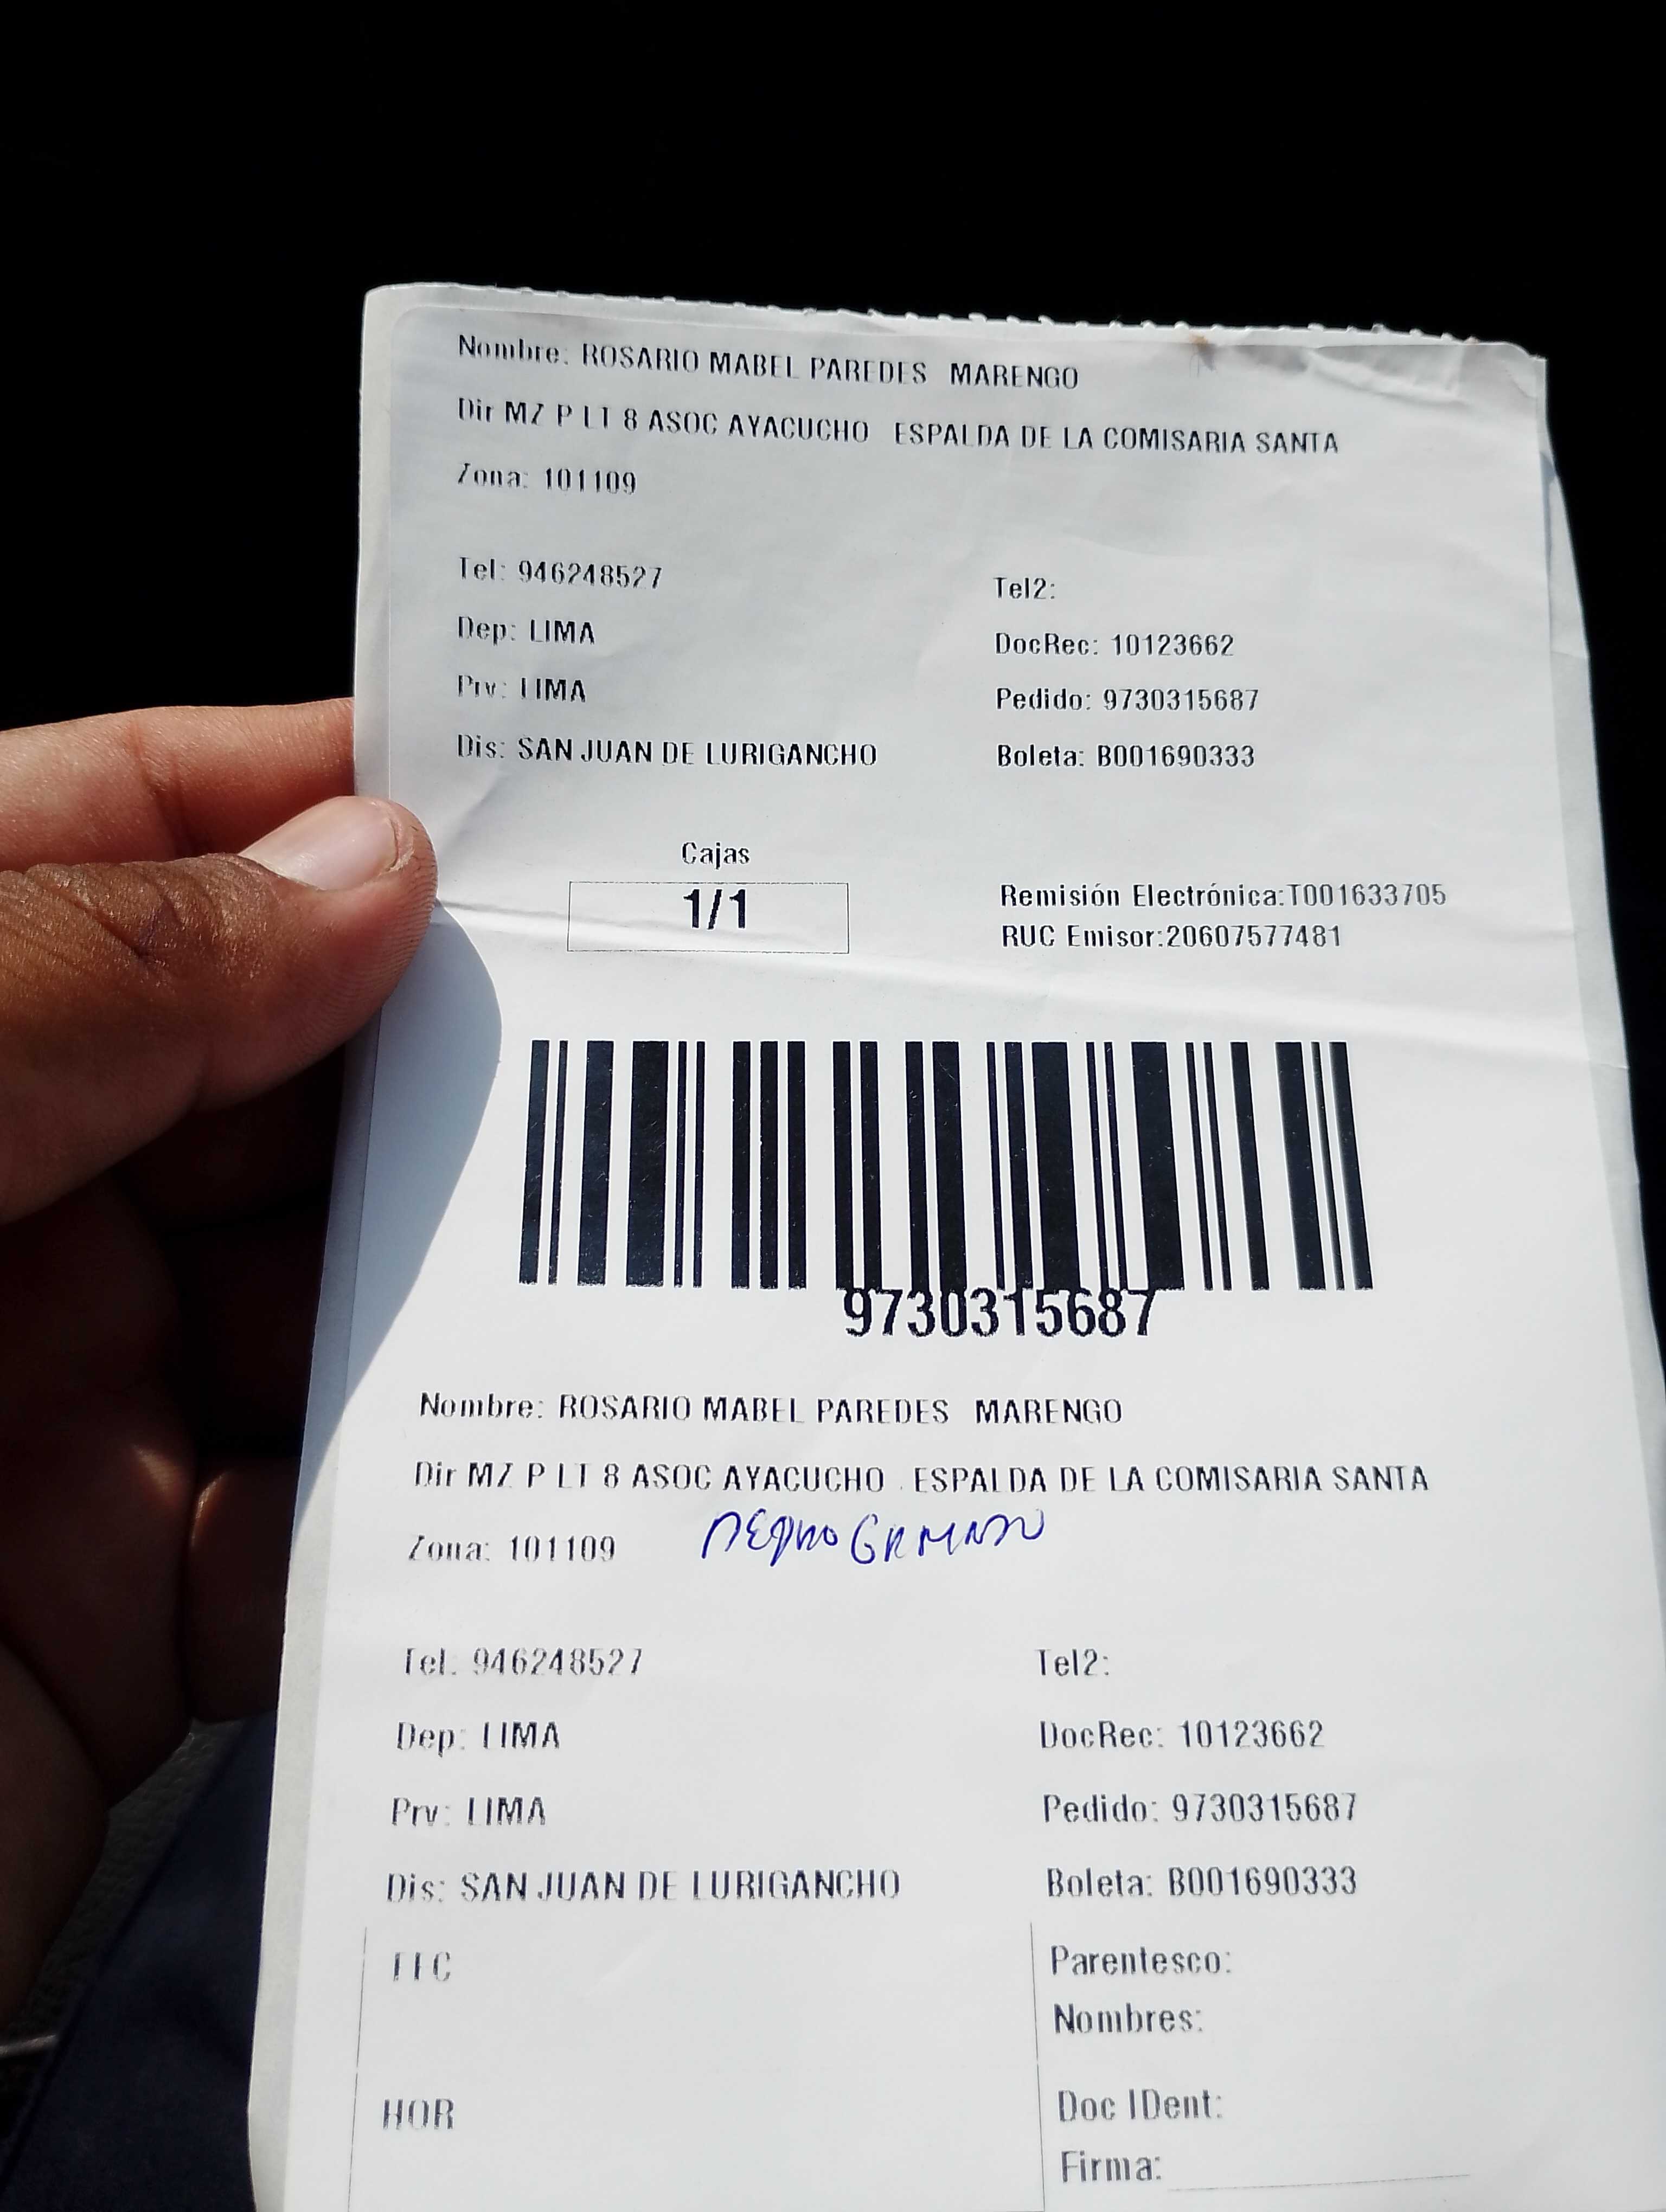 Nombre: ROSARIO MABEL PAREDES MARENGO
Dir MZ P LT 8 ASOC AYACUCHO ESPALDA DE LA COMISARIA SANTA
Zona: 101109
Tel: 946248527 Tel2:
Dep: LIMA DocRec: 10123662
Prv: LIMA Pedido: 9730315687
Dis: SAN JUAN DE LURIGANCHO Boleta: B001690333
Cajas
1/1
Remisión Electrónica:T001633705
RUC Emisor:20607577481
9730315687
Nombre: ROSARIO MABEL PAREDES MARENGO
Dir MZ P LT 8 ASOC AYACUCHO ESPALDA DE LA COMISARIA SANTA
Zona: 101109
Tel: 946248527 Tel2:
Dep: LIMA DocRec: 10123662
Prv: LIMA Pedido: 9730315687
Dis: SAN JUAN DE LURIGANCHO Boleta: B001690333
Parentesco:
Nombres:
HOR Doc IDent:
Firma: